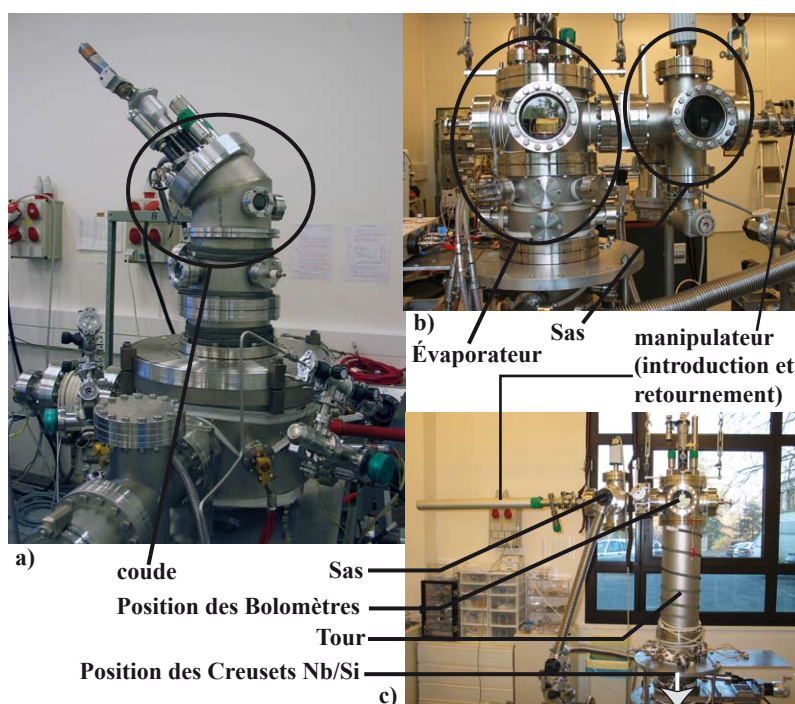 b)
Évaporateur
Sas
manipulateur
(introduction et
retournement)
a)
coude
Sas
Position des Bolomètres
Tour
Position des Creusets Nb/Si
c)